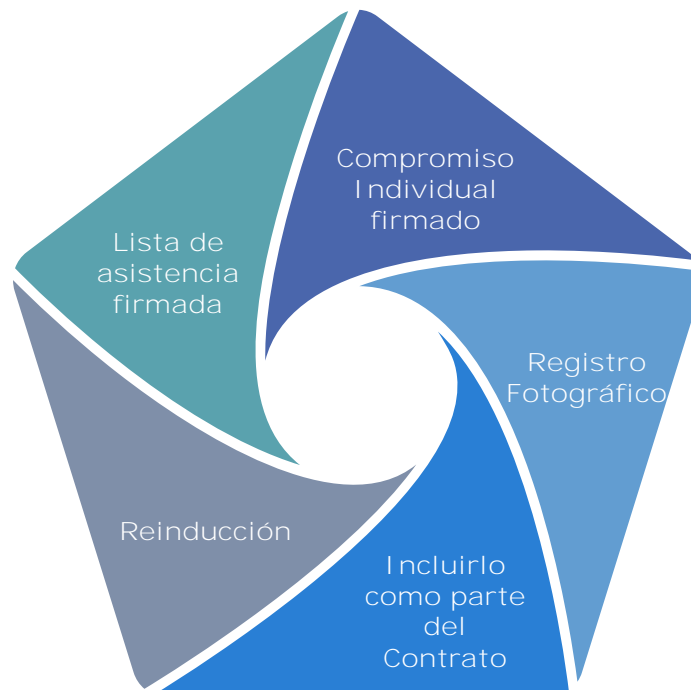 Compromiso
Individual
firmado
Lista de
asistencia
firmada
Registro
Fotográfico
Reinducción
Incluirlo
como parte
del
Contrato